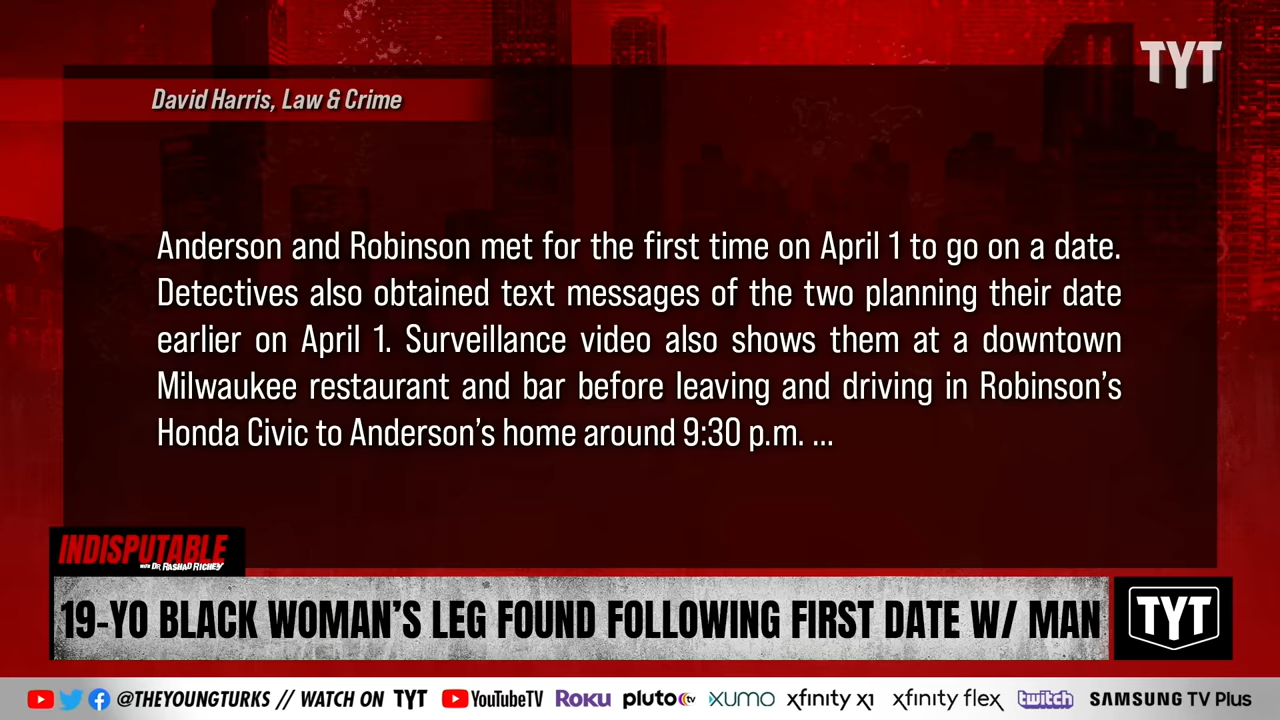 TYT
David Harris, Law & Crime
Anderson and Robinson met for the first time on April 1 to go on a date.
Detectives also obtained text messages of the two planning their date
earlier on April 1. Surveillance video also shows them at a downtown
Milwaukee restaurant and bar before leaving and driving in Robinson’s
Honda Civic to Anderson’s home around 9:30 p.m. ...
INDISPUTABLE
WITH DR. RASHAD RICHEY
19-YO BLACK WOMAN’S LEG FOUND FOLLOWING FIRST DATE W/ MAN
TYT
@THEYOUNGTURKS // WATCH ON TYT YouTubeTV ROKU pluto tv XUMO xfinity x1 xfinity flex twitch SAMSUNG TV Plus